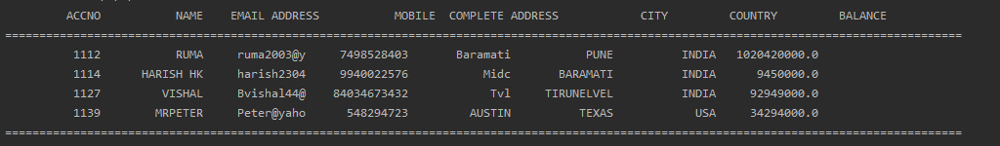 ACCNO NAME EMAIL ADDRESS MOBILE COMPLETE ADDRESS CITY COUNTRY BALANCE
============================================================================================================================================
1112 RUMA ruma2003@y 7498528403 Baramati PUNE INDIA 1020420000.0
1114 HARISH HK harish2304 9940022576 Midc BARAMATI INDIA 9450000.0
1127 VISHAL Bvishal44@ 84034673432 Tvl TIRUNELVEL INDIA 92949000.0
1139 MRPETER Peter@yaho 548294723 AUSTIN TEXAS USA 34294000.0
============================================================================================================================================